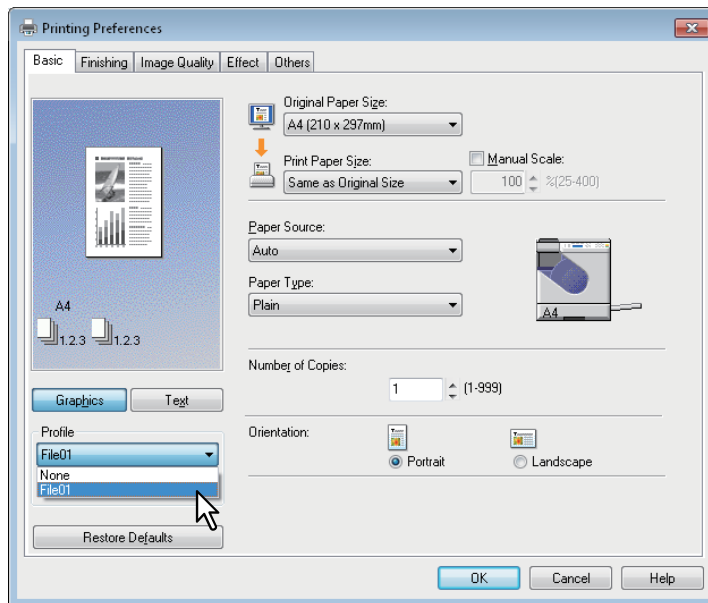 Printing Preferences
Basic
Finishing
Image Quality
Effect
Others
Original Paper Size:
A4 (210 x 297mm)
Print Paper Size:
Same as Original Size
Manual Scale:
100 %(25-400)
Paper Source:
Auto
Paper Type:
Plain
A4
A4
1.2.3 1.2.3
Number of Copies:
1 (1-999)
Graphics
Text
Profile
File01
None
File01
Orientation:
Portrait
Landscape
Restore Defaults
OK
Cancel
Help